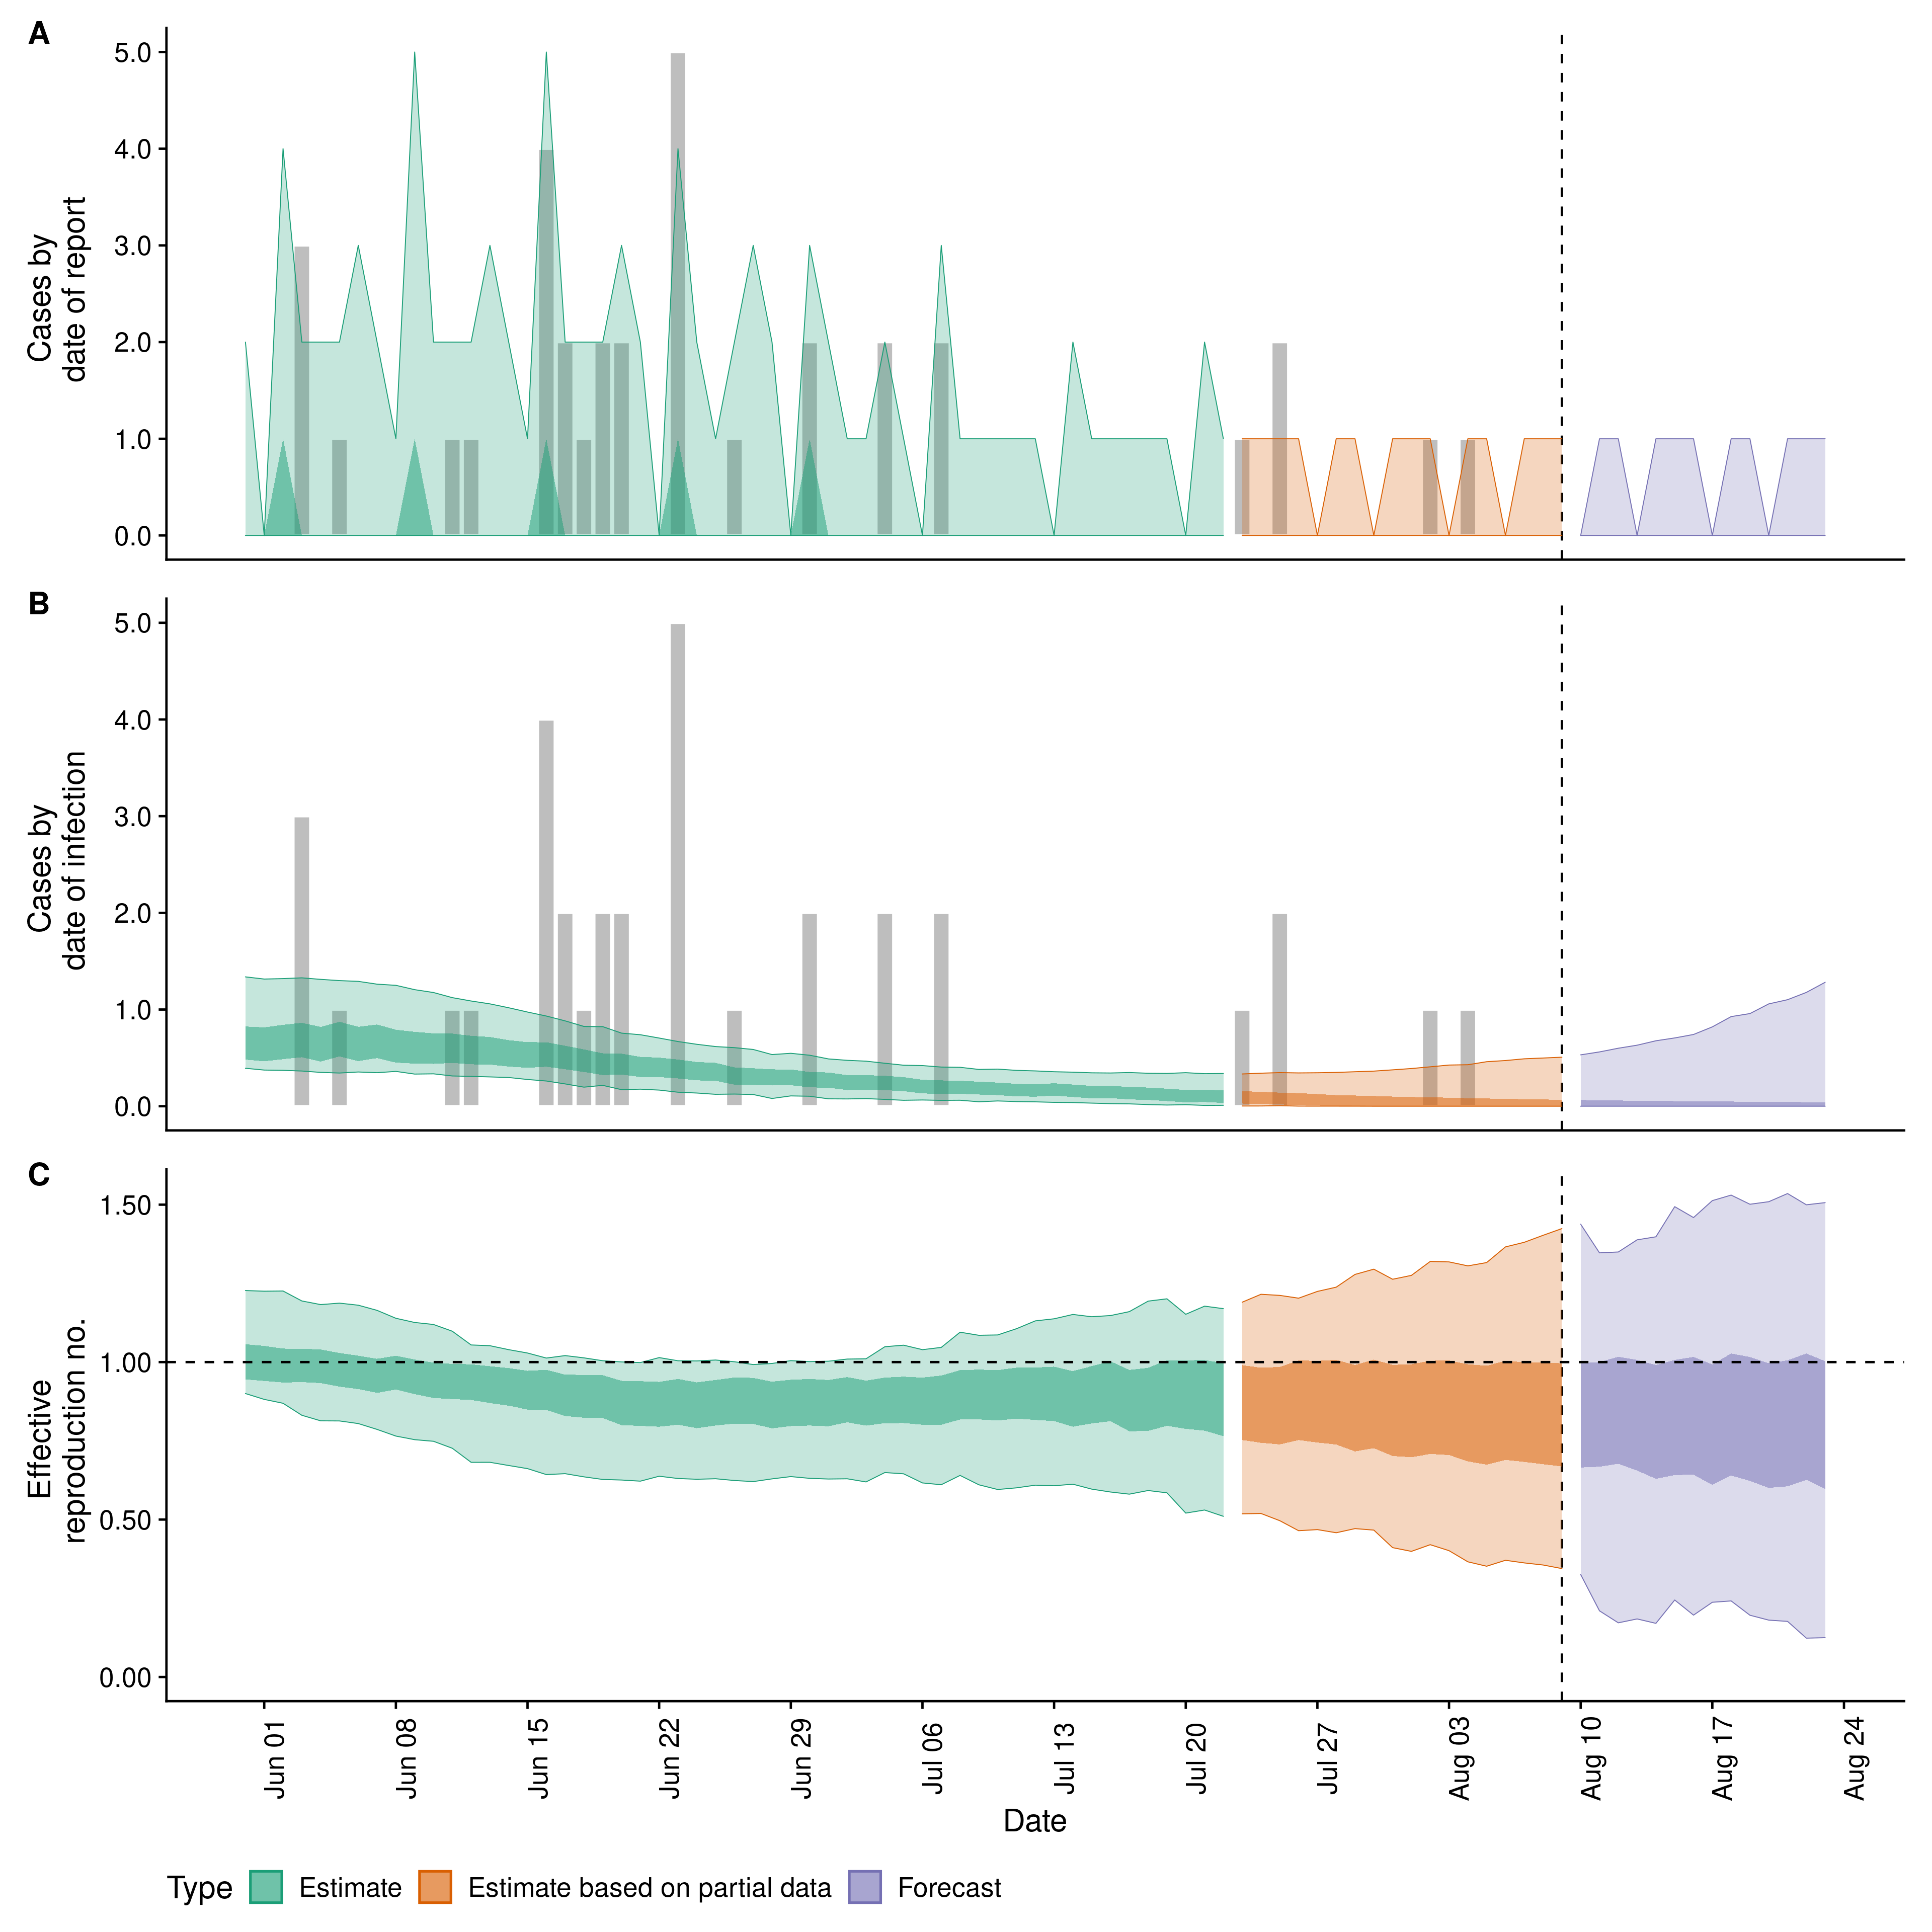 A
Cases by
date of report
5.0
4.0
3.0
2.0
1.0
0.0
B
Cases by
date of infection
5.0
4.0
3.0
2.0
1.0
0.0
C
Effective
reproduction no.
1.50
1.00
0.50
0.00
Jun 01
Jun 08
Jun 15
Jun 22
Jun 29
Jul 06
Jul 13
Jul 20
Jul 27
Aug 03
Aug 10
Aug 17
Aug 24
Date
Type Estimate Estimate based on partial data Forecast